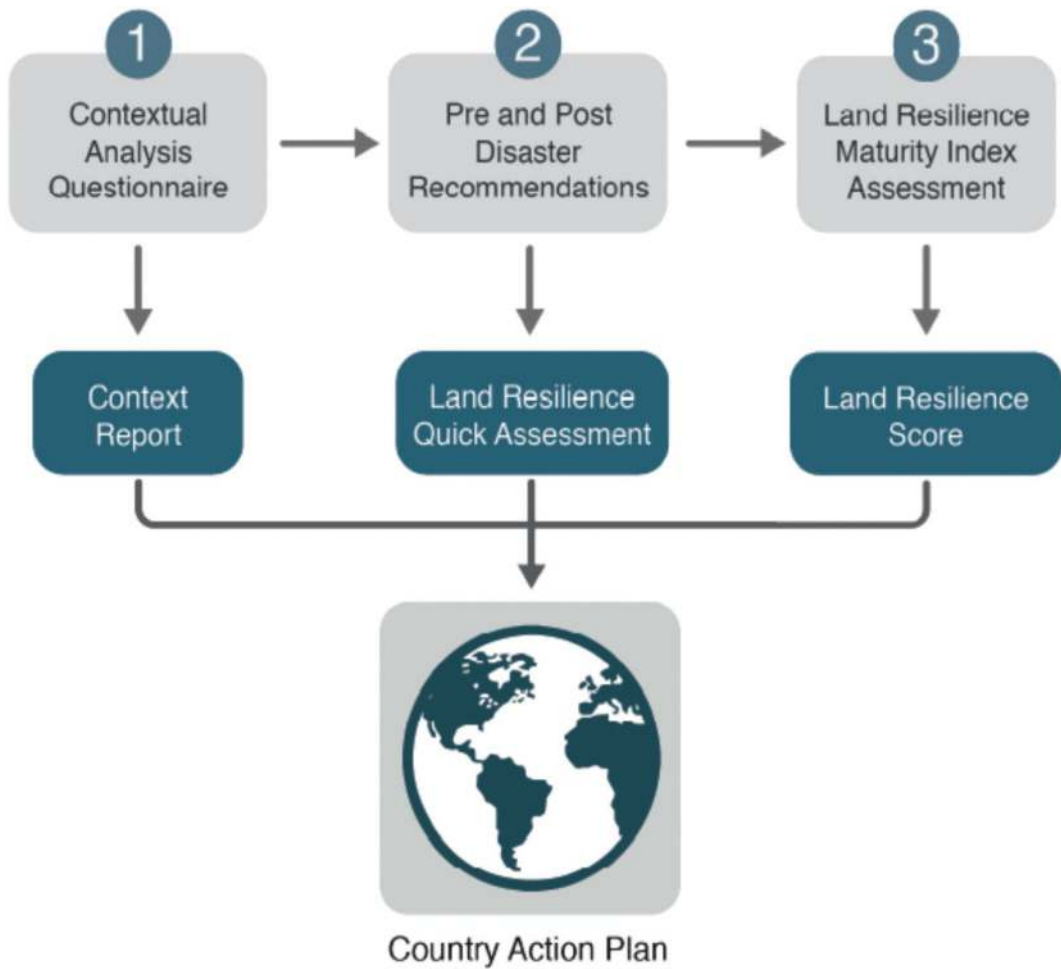 1
Contextual
Analysis
Questionnaire
2
Pre and Post
Disaster
Recommendations
3
Land Resilience
Maturity Index
Assessment
Context
Report
Land Resilience
Quick Assessment
Land Resilience
Score
Country Action Plan